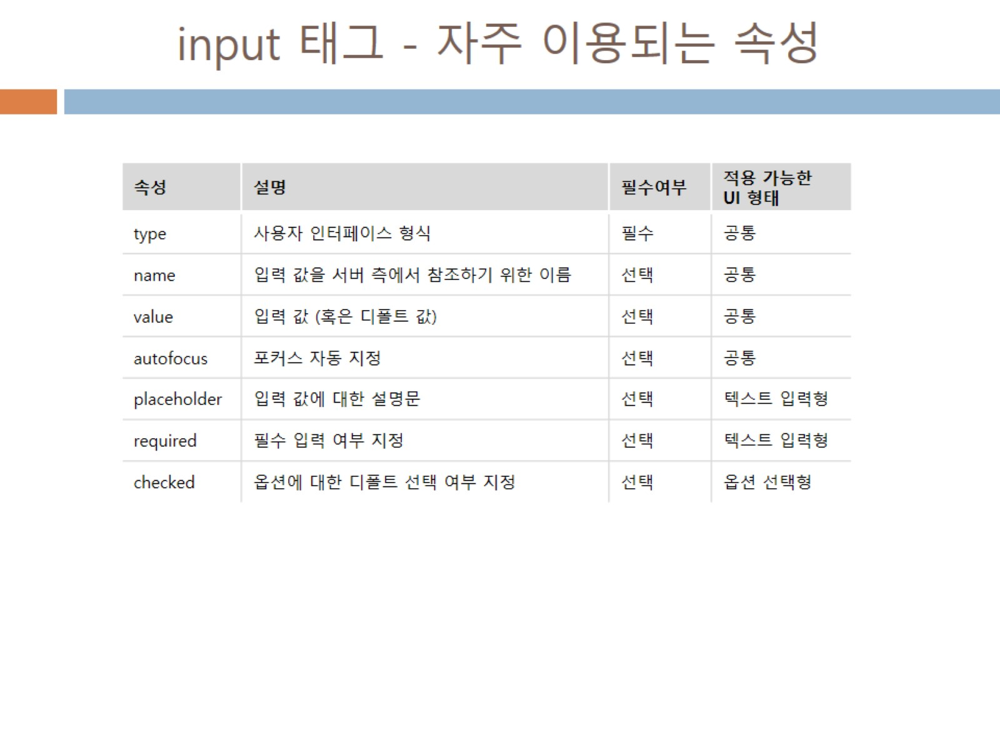 input 태그 - 자주 이용되는 속성
속성 설명 필수여부 적용 가능한
UI 형태
type 사용자 인터페이스 형식 필수 공통
name 입력 값을 서버 측에서 참조하기 위한 이름 선택 공통
value 입력 값 (혹은 디폴트 값) 선택 공통
autofocus 포커스 자동 지정 선택 공통
placeholder 입력 값에 대한 설명문 선택 텍스트 입력형
required 필수 입력 여부 지정 선택 텍스트 입력형
checked 옵션에 대한 디폴트 선택 여부 지정 선택 옵션 선택형